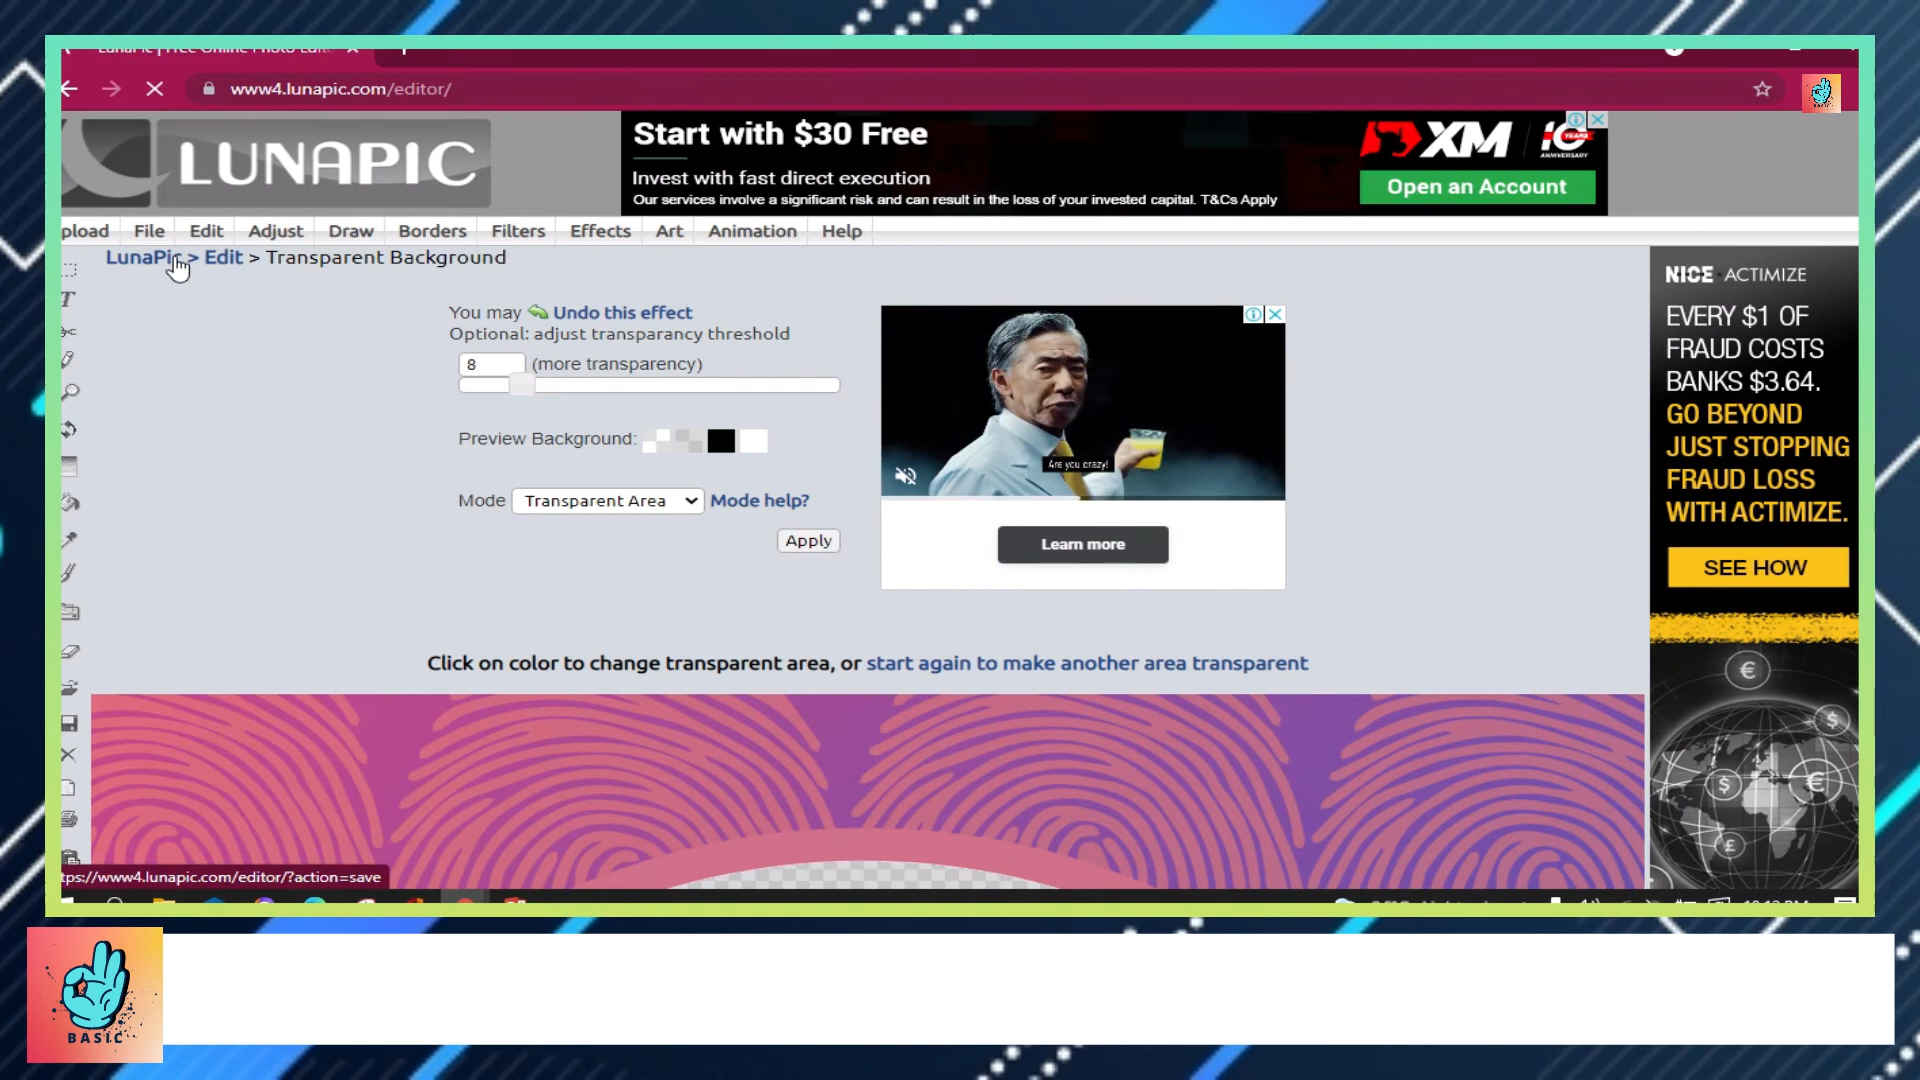 www4.lunapic.com/editor/
LUNAPIC
Start with $30 Free
Invest with fast direct execution
Our services involve a significant risk and can result in the loss of your invested capital. T&Cs Apply
XM
10 YEARS
ANNIVERSARY
Open an Account
pload File Edit Adjust Draw Borders Filters Effects Art Animation Help
LunaPic > Edit > Transparent Background
You may Undo this effect
Optional: adjust transparancy threshold
8 (more transparency)
Preview Background:
Mode Transparent Area Mode help?
Apply
Are you crazy!
Learn more
NICE ACTIMIZE
EVERY $1 OF
FRAUD COSTS
BANKS $3.64.
GO BEYOND
JUST STOPPING
FRAUD LOSS
WITH ACTIMIZE.
SEE HOW
Click on color to change transparent area, or start again to make another area transparent
tps://www4.lunapic.com/editor/?action=save
BASIC